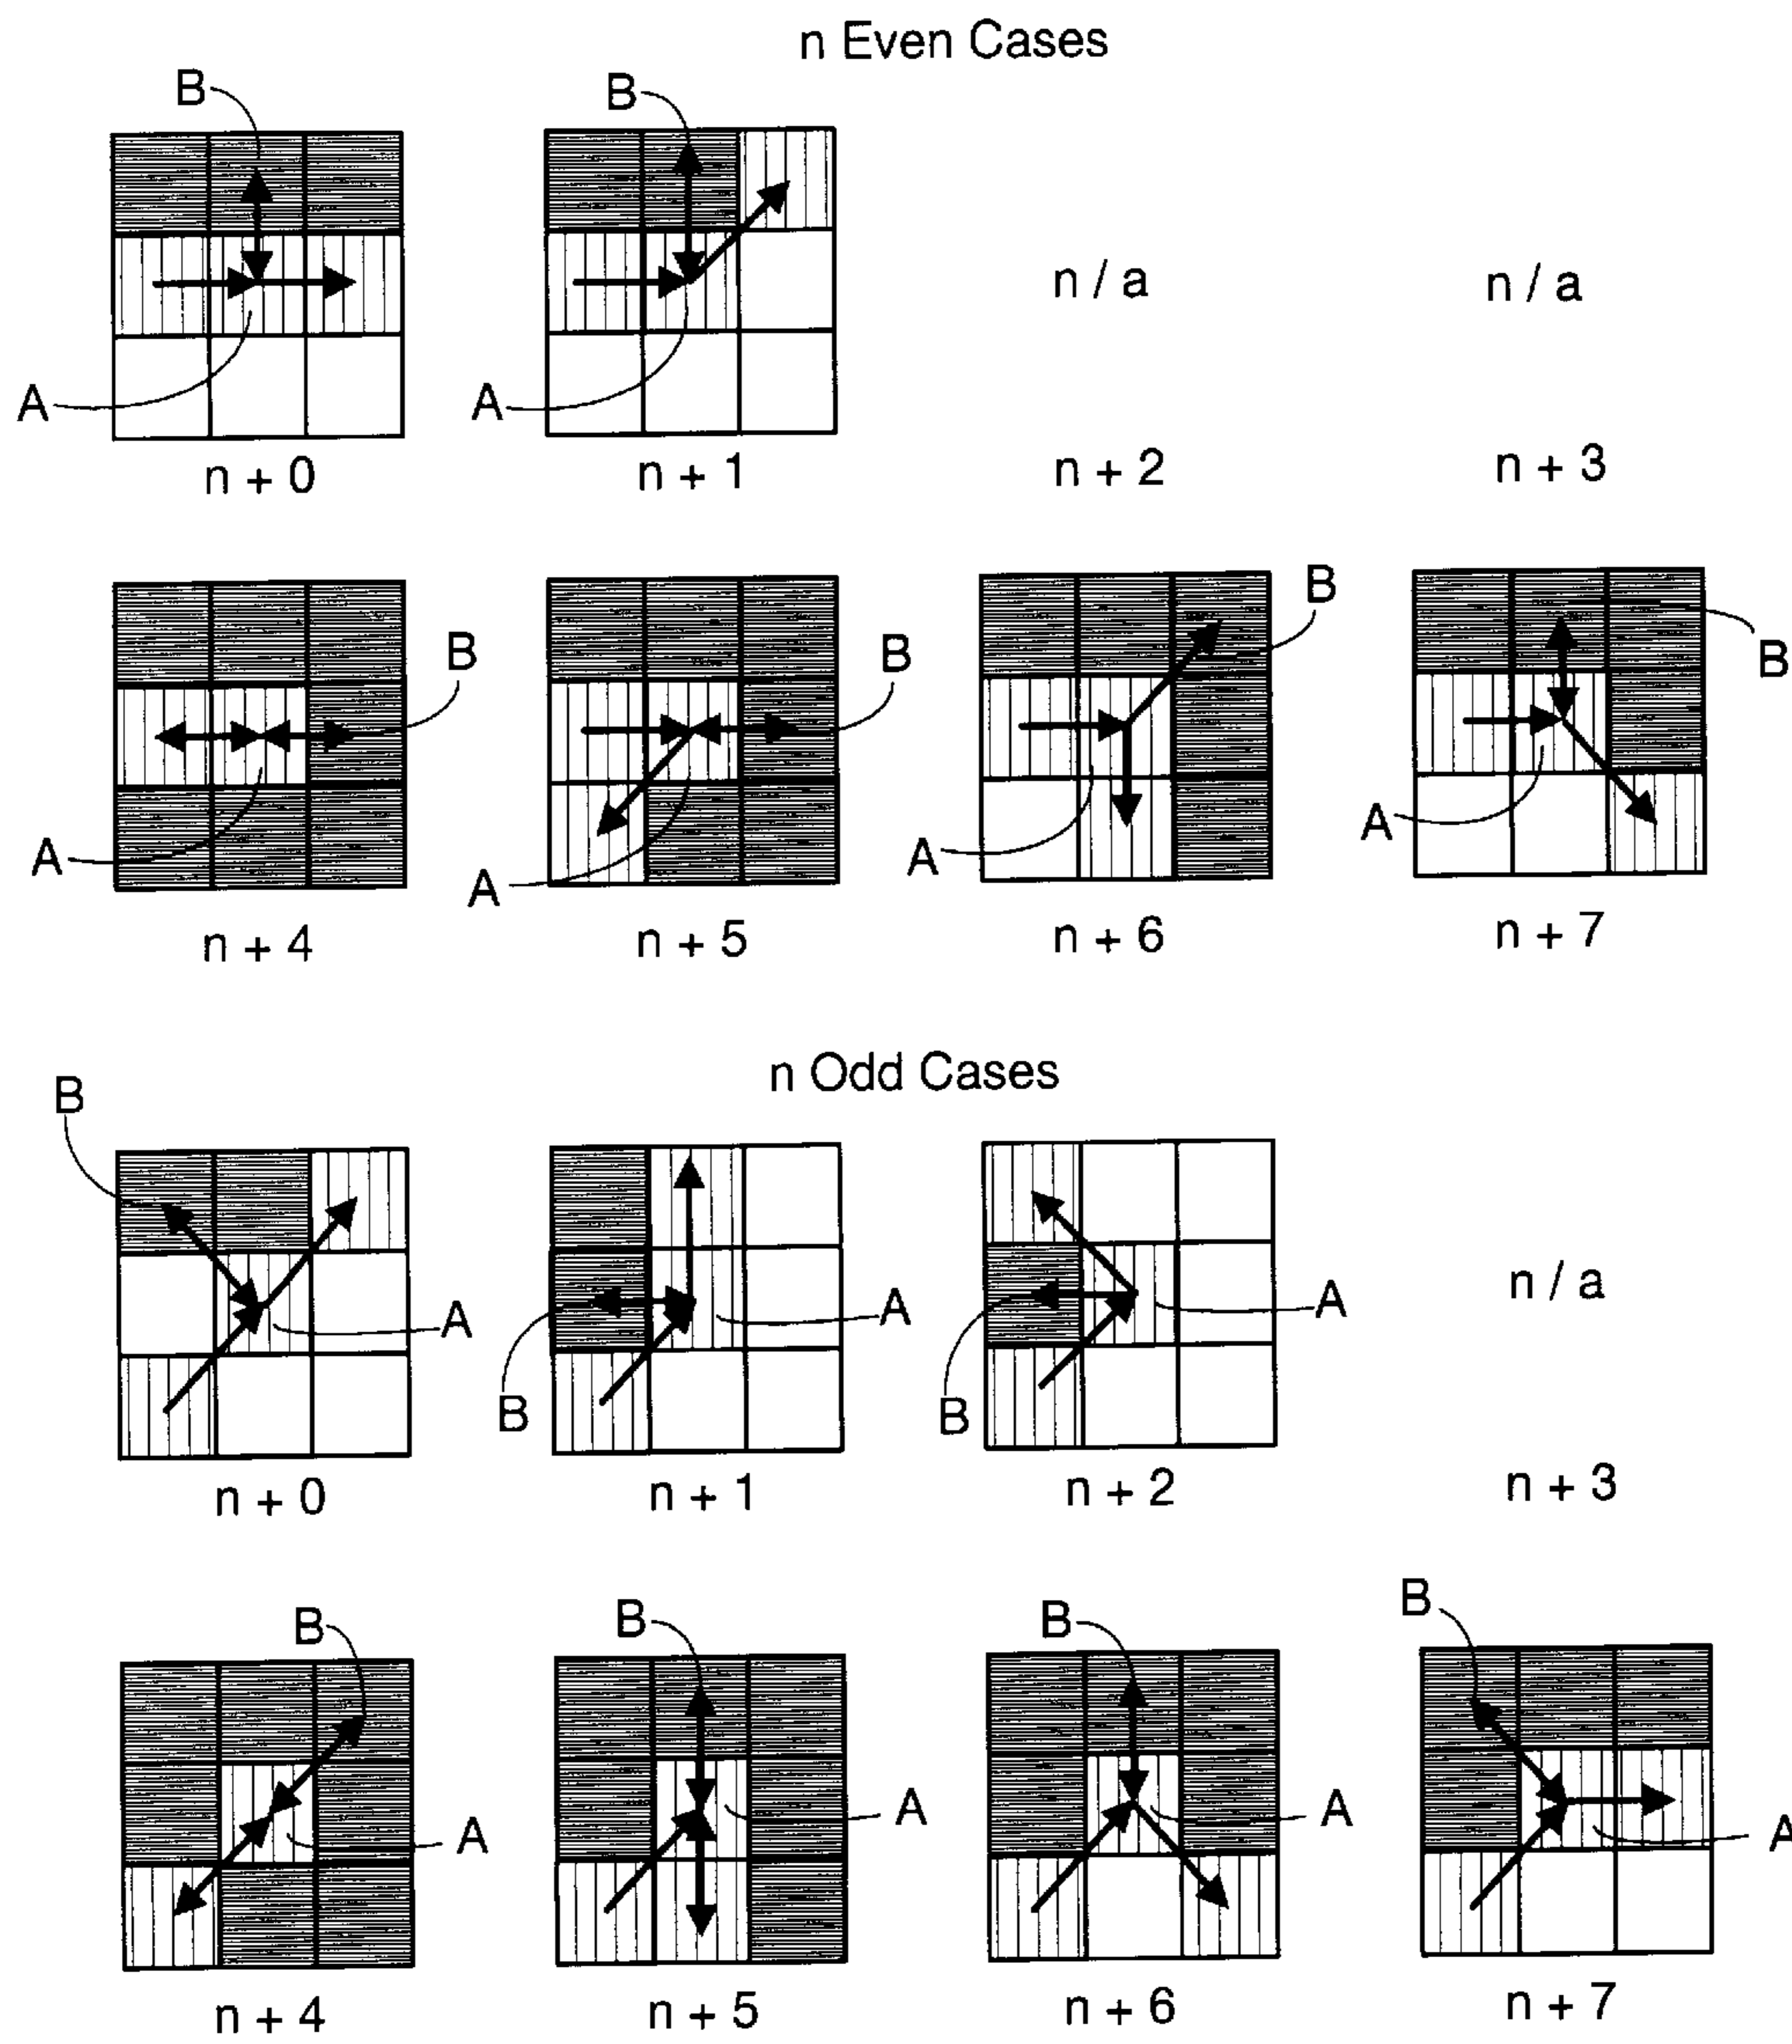 n Even Cases
B B
n / a n / a
A A
n + 0 n + 1 n + 2 n + 3
B B B B
A A A A
n + 4 n + 5 n + 6 n + 7
n Odd Cases
B
n / a
A A A
B B
n + 0 n + 1 n + 2 n + 3
B B B B
A A A A
n + 4 n + 5 n + 6 n + 7